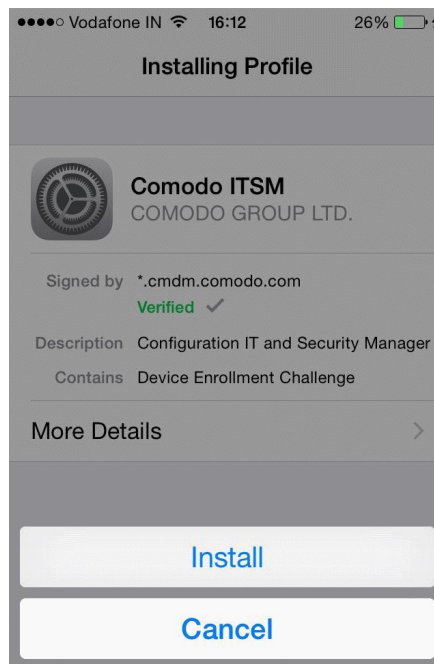 Vodafone IN 16:12 26%
Installing Profile
Comodo ITSM
COMODO GROUP LTD.
Signed by *.cmdm.comodo.com
Verified
Description Configuration IT and Security Manager
Contains Device Enrollment Challenge
More Details
Install
Cancel